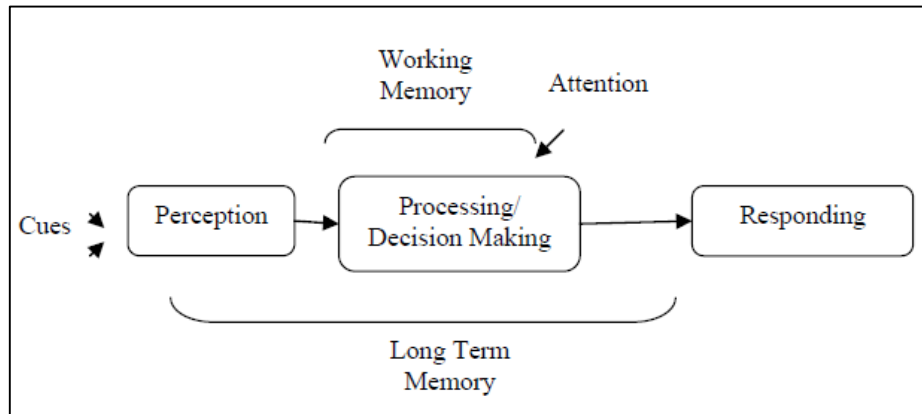 Working
Memory
Attention
Cues
Perception
Processing/
Decision Making
Responding
Long Term
Memory